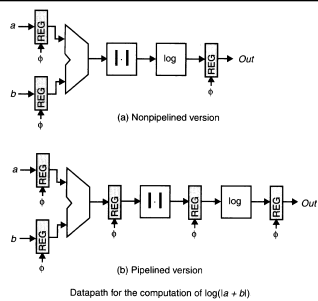 a
REG
ϕ
b
REG
ϕ
| · |
log
REG
ϕ
Out
(a) Nonpipelined version
a
REG
ϕ
b
REG
ϕ
REG
ϕ
| · |
REG
ϕ
log
REG
ϕ
Out
(b) Pipelined version
Datapath for the computation of log(|a + b|)